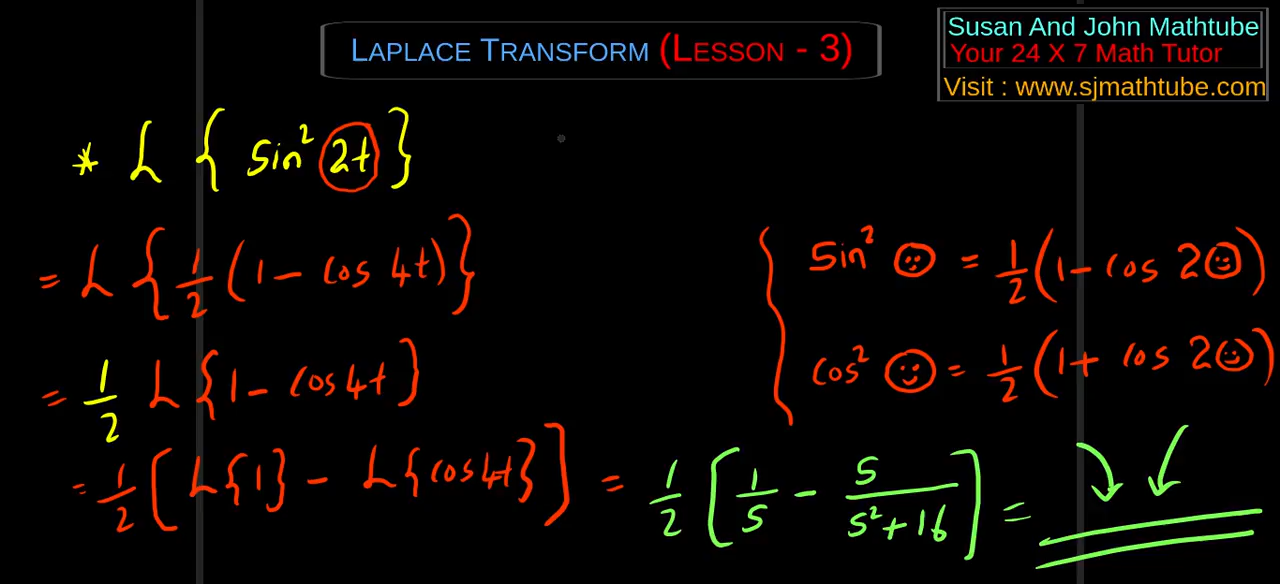 LAPLACE TRANSFORM (LESSON - 3)
Susan And John Mathtube
Your 24 X 7 Math Tutor
Visit : www.sjmathtube.com
* L { sin² 2t }
= L { 1/2 (1 - cos 4t) }
= 1/2 L { 1 - cos 4t }
= 1/2 [ L{1} - L{cos 4t} ] = 1/2 [ 1/s - s/(s²+16) ] =
Sin² ☺ = 1/2 (1 - cos 2☺)
cos² ☺ = 1/2 (1 + cos 2☺)